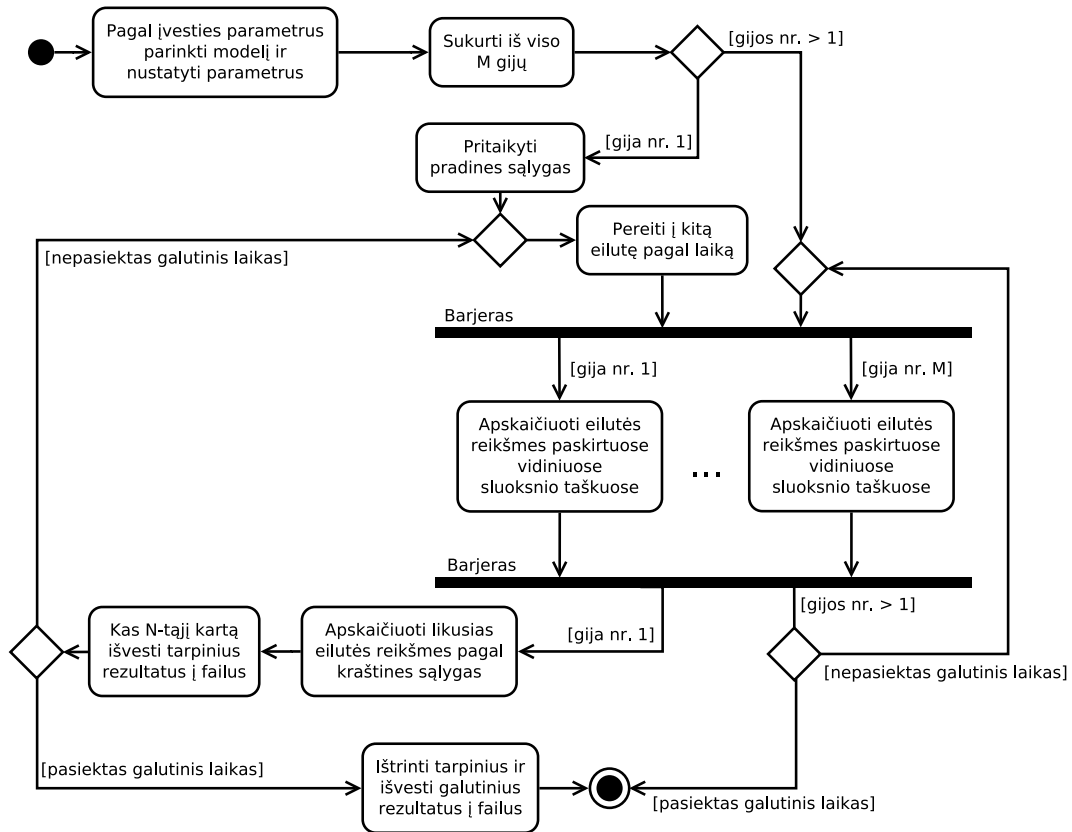 Pagal įvesties parametrus
parinkti modelį ir
nustatyti parametrus
Sukurti iš viso
M gijų
[gijos nr. > 1]
[gija nr. 1]
Pritaikyti
pradines sąlygas
[nepasiektas galutinis laikas]
Pereiti į kitą
eilutę pagal laiką
Barjeras
[gija nr. 1]
[gija nr. M]
Apskaičiuoti eilutės
reikšmes paskirtuose
vidiniuose
sluoksnio taškuose
...
Apskaičiuoti eilutės
reikšmes paskirtuose
vidiniuose
sluoksnio taškuose
Barjeras
[gijos nr. > 1]
[gija nr. 1]
Kas N-tąjį kartą
išvesti tarpinius
rezultatus į failus
Apskaičiuoti likusias
eilutės reikšmes pagal
kraštines sąlygas
[nepasiektas galutinis laikas]
[pasiektas galutinis laikas]
Ištrinti tarpinius ir
išvesti galutinius
rezultatus į failus
[pasiektas galutinis laikas]